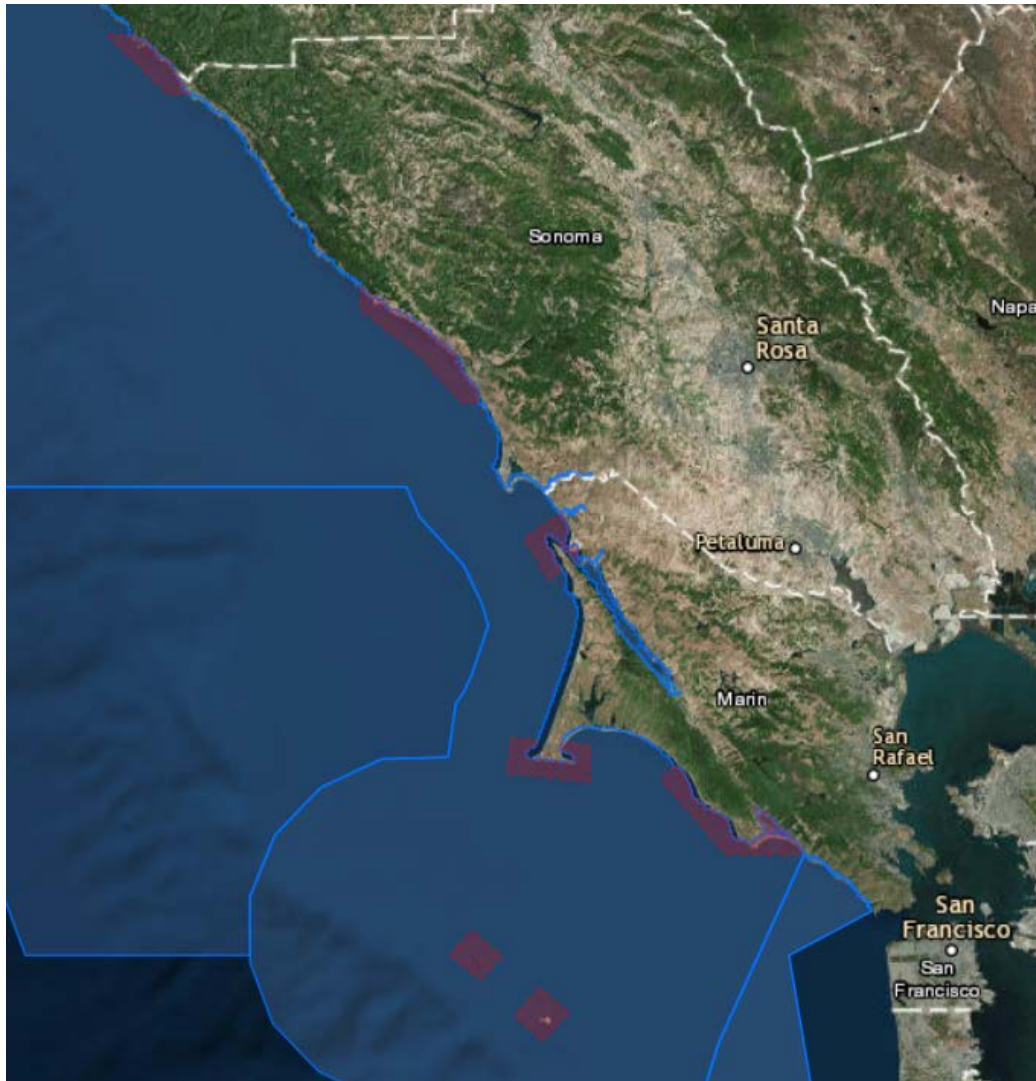 Sonoma
Napa
Santa
Rosa
Petaluma
Marin
San
Rafael
San
Francisco
San
Francisco